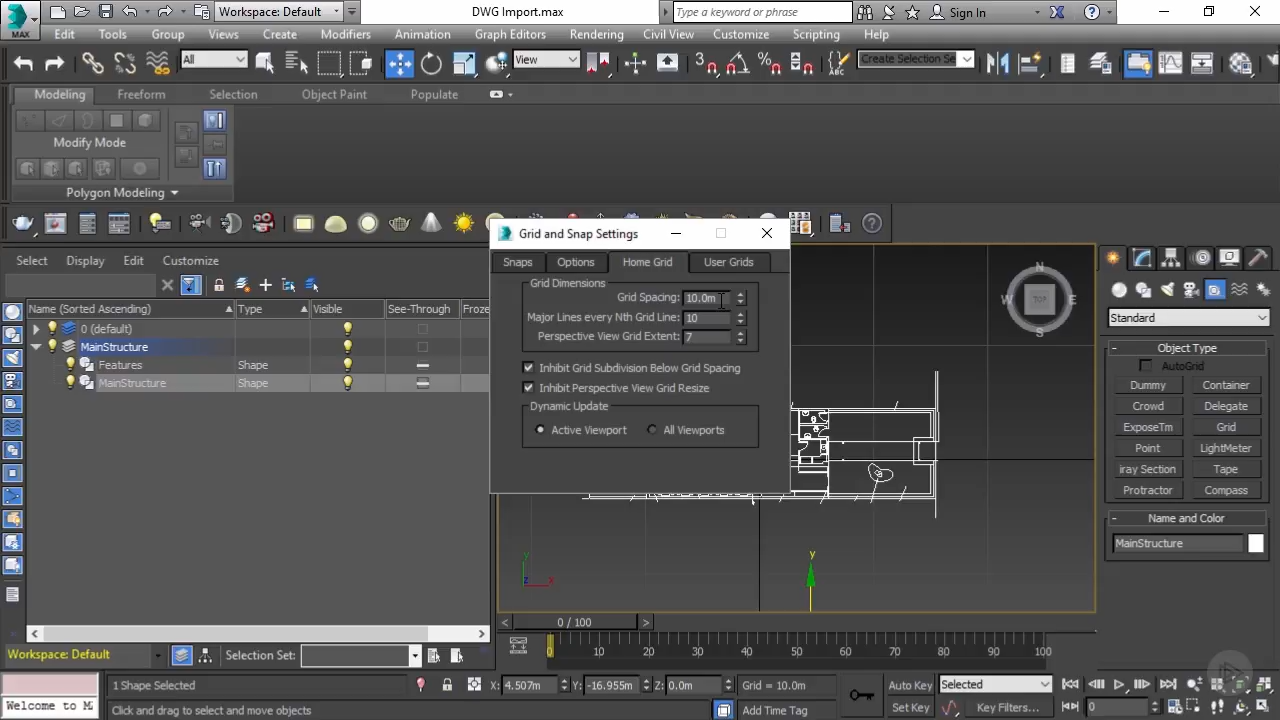 Workspace: Default
DWG Import.max
Type a keyword or phrase
Sign In
MAX
Edit Tools Group Views Create Modifiers Animation Graph Editors Rendering Civil View Customize Scripting Help
All
View
3
Create Selection Se
Modeling Freeform Selection Object Paint Populate
Modify Mode
Polygon Modeling
Select Display Edit Customize
Name (Sorted Ascending) Type Visible See-Through Froze
0 (default)
MainStructure
Features Shape
MainStructure Shape
Grid and Snap Settings
Snaps Options Home Grid User Grids
Grid Dimensions
Grid Spacing: 10.0m
Major Lines every Nth Grid Line: 10
Perspective View Grid Extent: 7
Inhibit Grid Subdivision Below Grid Spacing
Inhibit Perspective View Grid Resize
Dynamic Update
Active Viewport All Viewports
N
W TOP E
S
y
y
z x
Standard
- Object Type
AutoGrid
Dummy Container
Crowd Delegate
ExposeTm Grid
Point LightMeter
iray Section Tape
Protractor Compass
- Name and Color
MainStructure
< 0 / 100 >
0 10 20 30 40 50 60 70 80 90 100
Workspace: Default
Selection Set:
1 Shape Selected
X: 4.507m Y: -16.955m Z: 0.0m Grid = 10.0m
Auto Key Selected
Welcome to M
Click and drag to select and move objects
Add Time Tag
Set Key Key Filters... 0